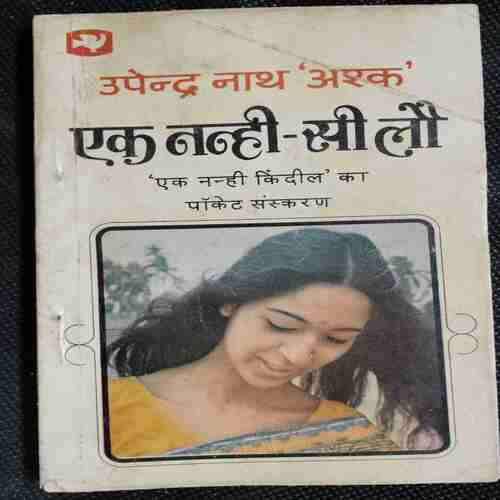 उपेन्द्र नाथ 'अश्क'
एक नन्ही-सी लौ
'एक नन्ही किंदील' का
पॉकेट संस्करण